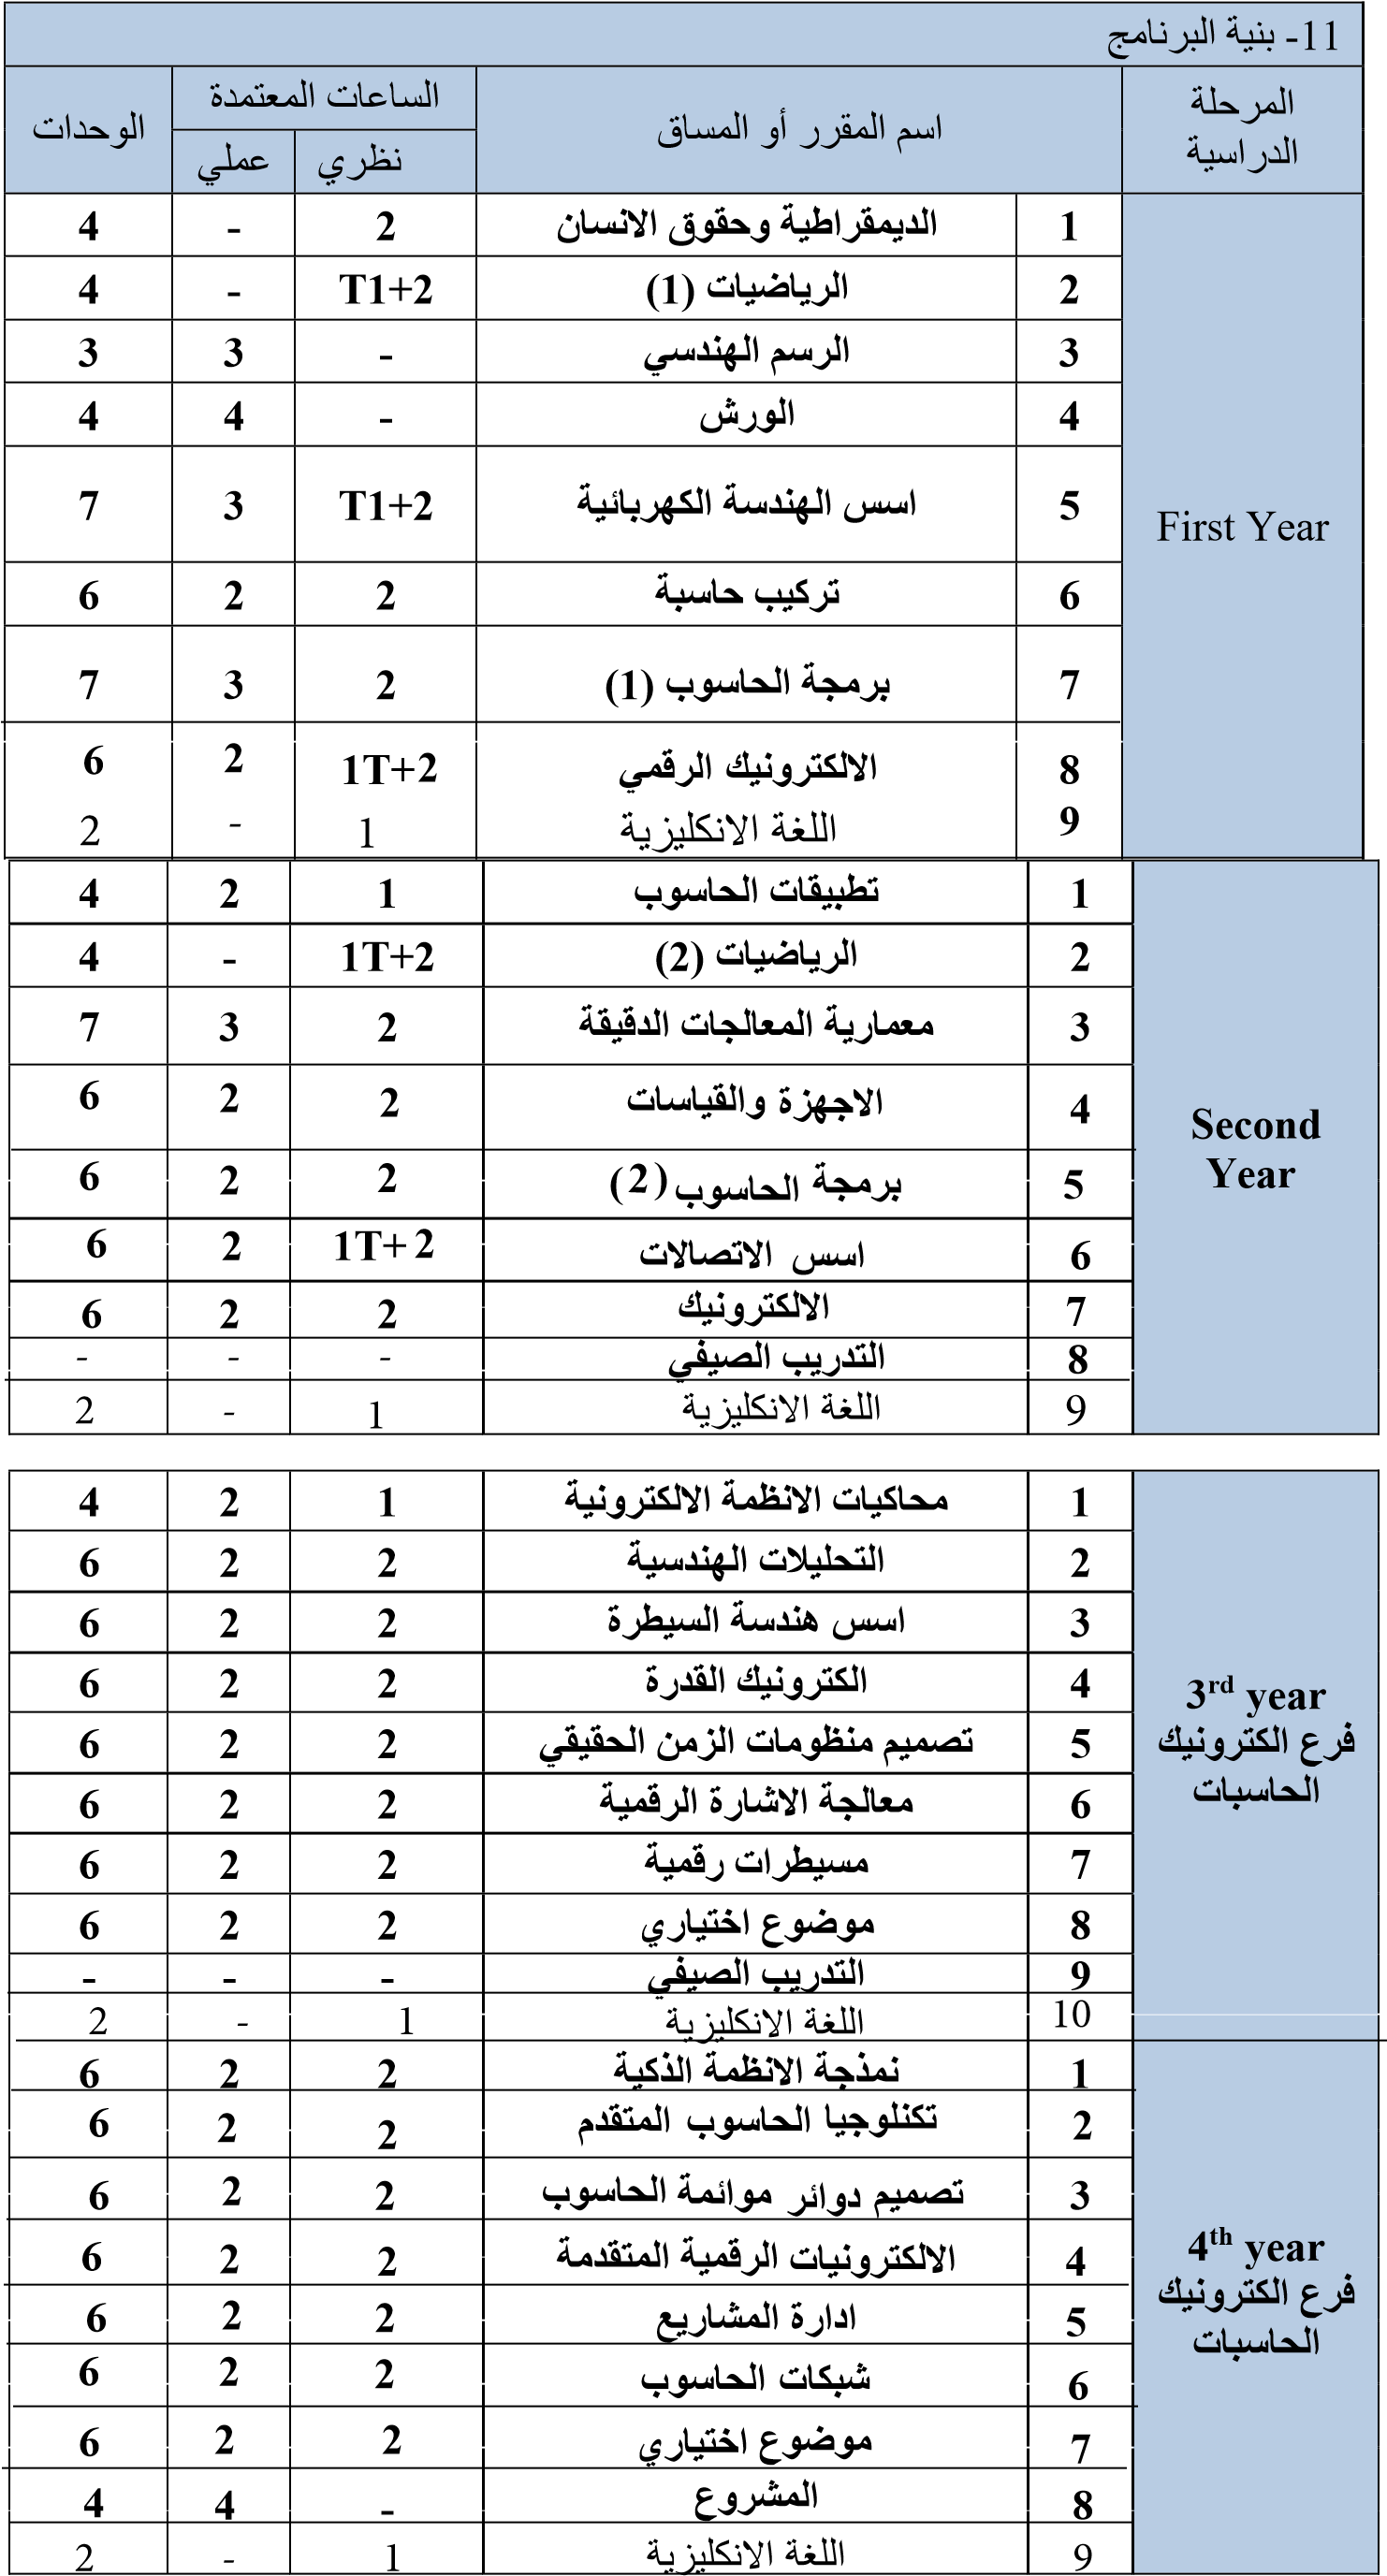 11- بنية البرنامج
المرحلة الدراسية اسم المقرر أو المساق الساعات المعتمدة الوحدات
نظري عملي
First Year
1 الديمقراطية وحقوق الانسان 2 - 4
2 الرياضيات (1) T1+2 - 4
3 الرسم الهندسي - 3 3
4 الورش - 4 4
5 اسس الهندسة الكهربائية T1+2 3 7
6 تركيب حاسبة 2 2 6
7 برمجة الحاسوب (1) 2 3 7
8 الالكترونيك الرقمي 1T+2 2 6
9 اللغة الانكليزية 1 - 2
Second
Year
1 تطبيقات الحاسوب 1 2 4
2 الرياضيات (2) 1T+2 - 4
3 معمارية المعالجات الدقيقة 2 3 7
4 الاجهزة والقياسات 2 2 6
5 برمجة الحاسوب (2) 2 2 6
6 اسس الاتصالات 1T+ 2 2 6
7 الالكترونيك 2 2 6
8 التدريب الصيفي - - -
9 اللغة الانكليزية 1 - 2
3rd year
فرع الكترونيك
الحاسبات
1 محاكيات الانظمة الالكترونية 1 2 4
2 التحليلات الهندسية 2 2 6
3 اسس هندسة السيطرة 2 2 6
4 الكترونيك القدرة 2 2 6
5 تصميم منظومات الزمن الحقيقي 2 2 6
6 معالجة الاشارة الرقمية 2 2 6
7 مسيطرات رقمية 2 2 6
8 موضوع اختياري 2 2 6
9 التدريب الصيفي - - -
10 اللغة الانكليزية 1 - 2
4th year
فرع الكترونيك
الحاسبات
1 نمذجة الانظمة الذكية 2 2 6
2 تكنلوجيا الحاسوب المتقدم 2 2 6
3 تصميم دوائر موائمة الحاسوب 2 2 6
4 الالكترونيات الرقمية المتقدمة 2 2 6
5 ادارة المشاريع 2 2 6
6 شبكات الحاسوب 2 2 6
7 موضوع اختياري 2 2 6
8 المشروع - 4 4
9 اللغة الانكليزية 1 - 2